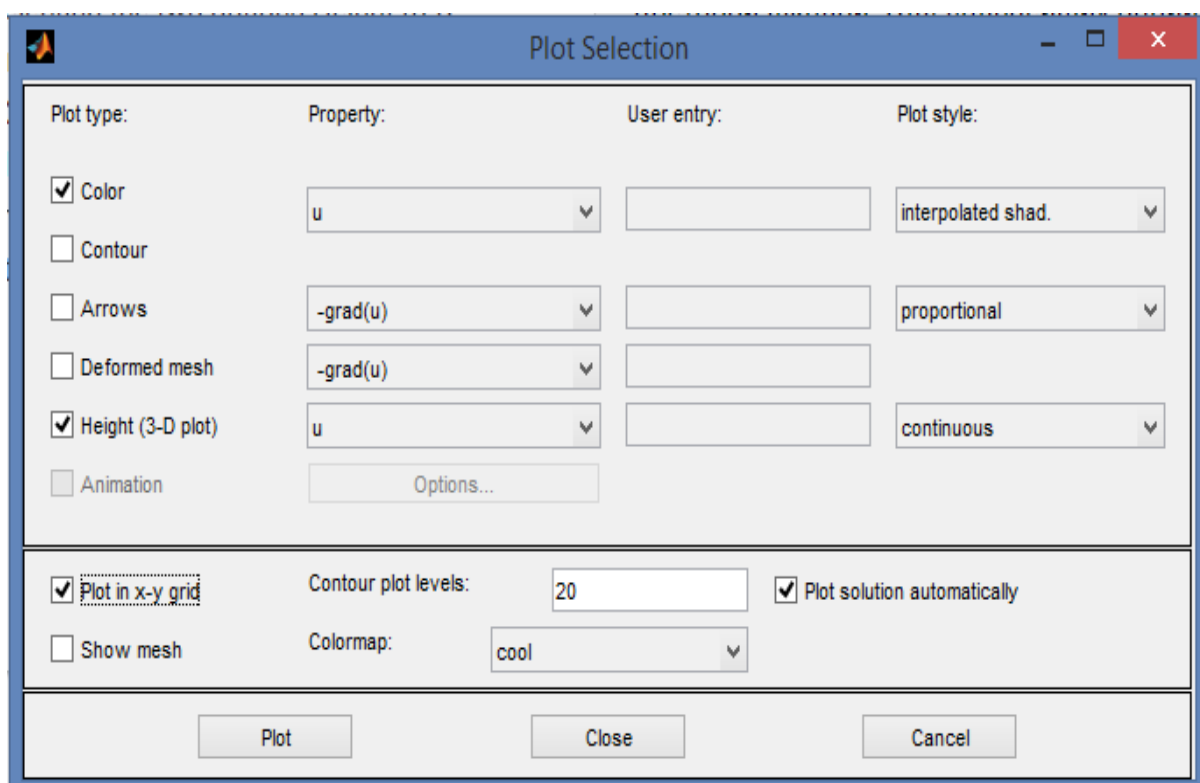 Plot Selection
Plot type: Property: User entry: Plot style:
Color u interpolated shad.
Contour
Arrows -grad(u) proportional
Deformed mesh -grad(u)
Height (3-D plot) u continuous
Animation Options...
Plot in x-y grid Contour plot levels: 20 Plot solution automatically
Show mesh Colormap: cool
Plot Close Cancel